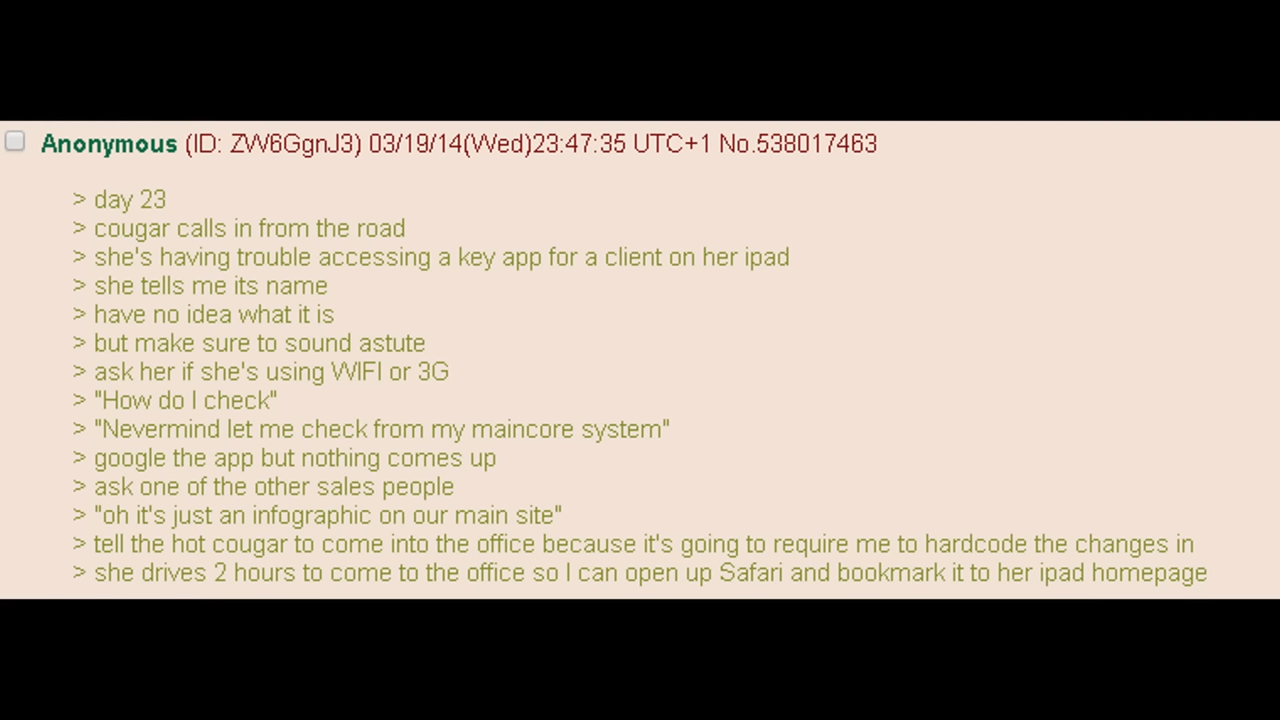 Anonymous (ID: ZW6GgnJ3) 03/19/14(Wed)23:47:35 UTC+1 No.538017463
> day 23
> cougar calls in from the road
> she's having trouble accessing a key app for a client on her ipad
> she tells me its name
> have no idea what it is
> but make sure to sound astute
> ask her if she's using WIFI or 3G
> "How do I check"
> "Nevermind let me check from my maincore system"
> google the app but nothing comes up
> ask one of the other sales people
> "oh it's just an infographic on our main site"
> tell the hot cougar to come into the office because it's going to require me to hardcode the changes in
> she drives 2 hours to come to the office so I can open up Safari and bookmark it to her ipad homepage